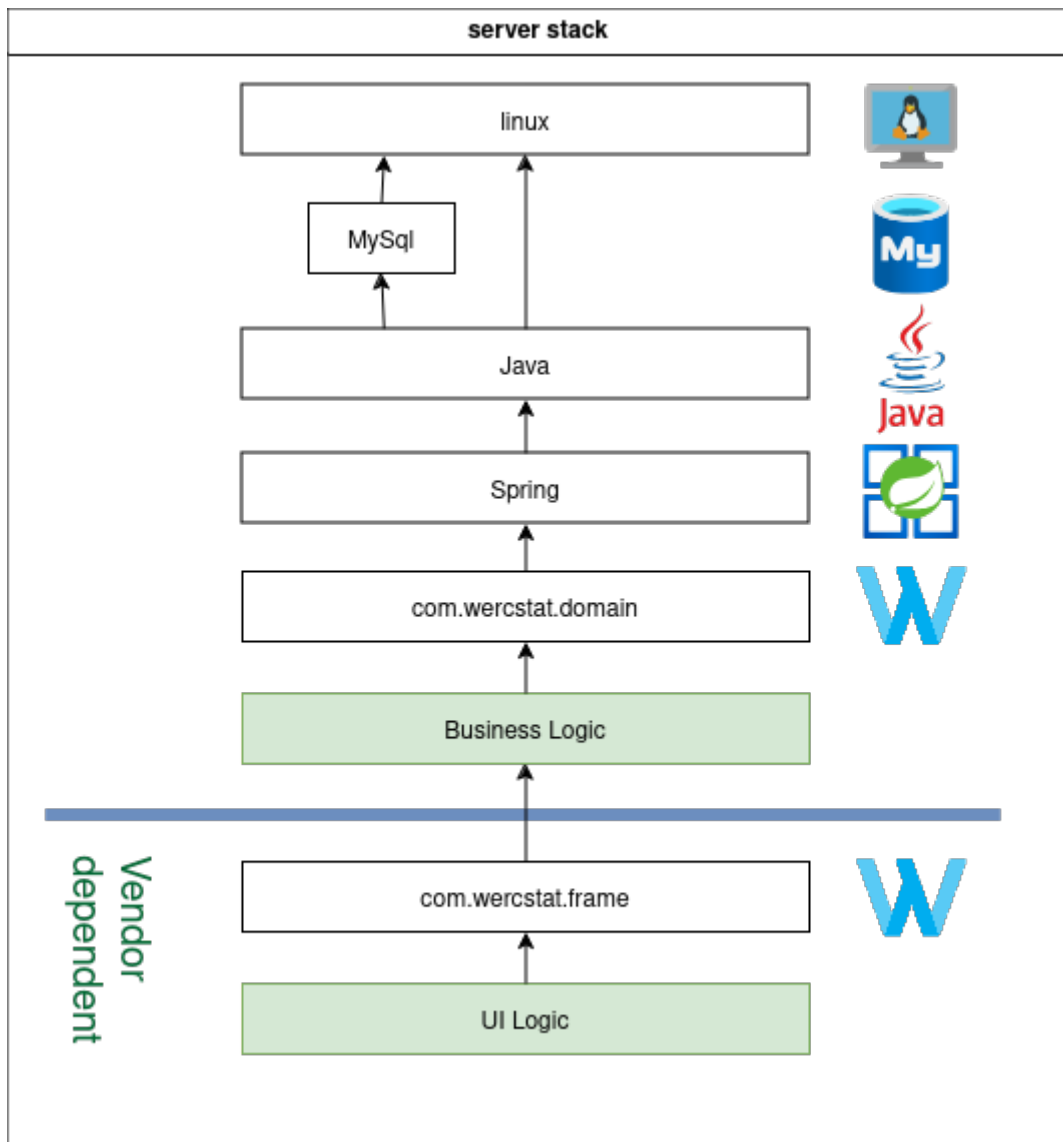 server stack
linux
MySql
My
Java
Java
Spring
com.wercstat.domain
Business Logic
Vendor
dependent
com.wercstat.frame
UI Logic